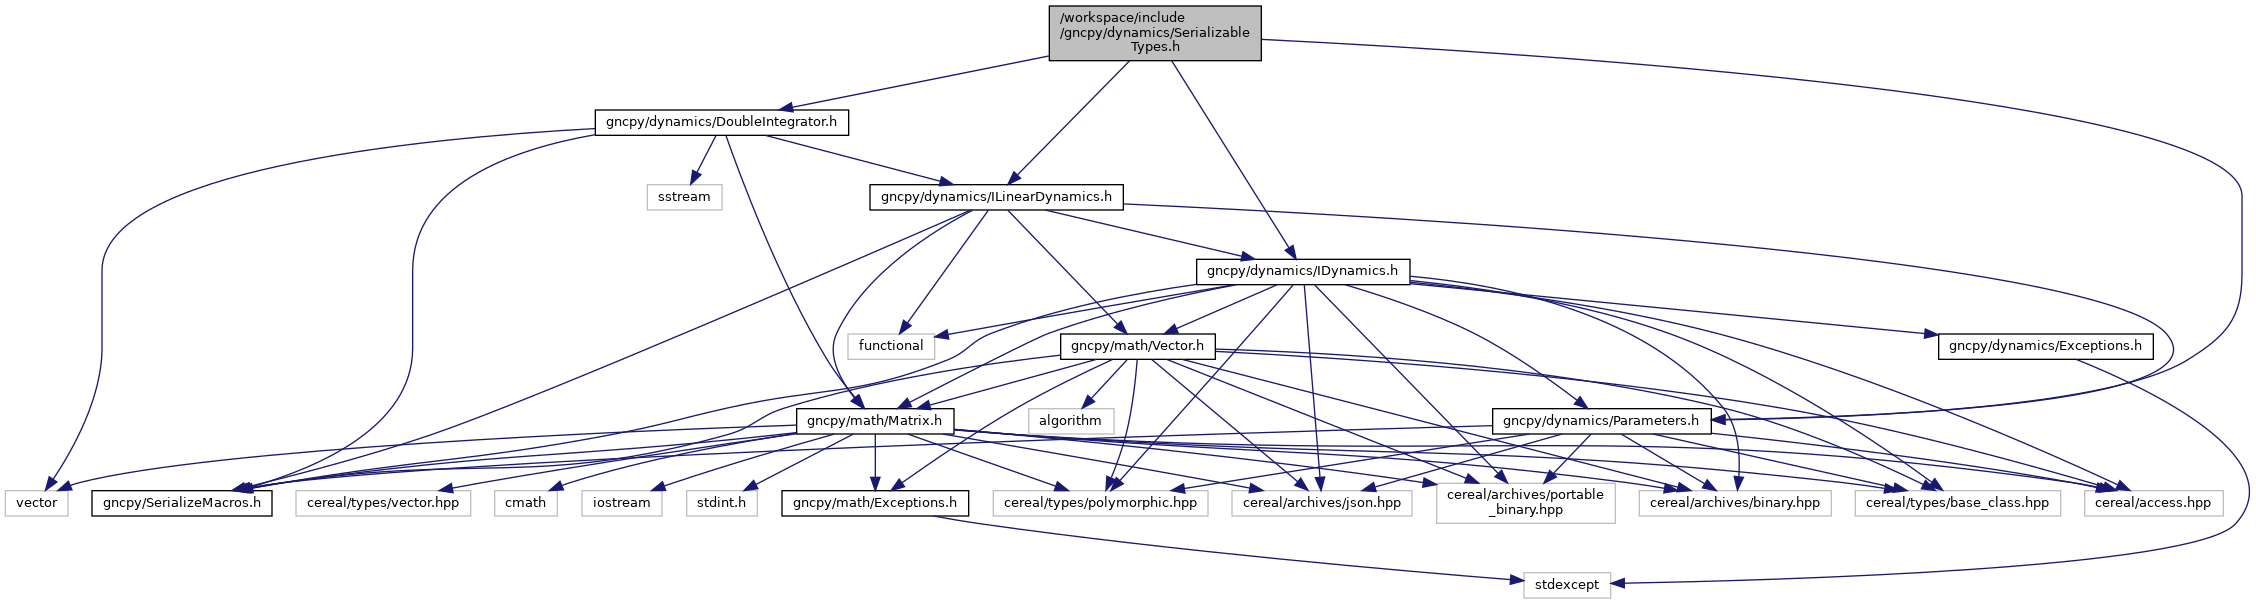 /workspace/include
/gncpy/dynamics/Serializable
Types.h
gncpy/dynamics/DoubleIntegrator.h
sstream
gncpy/dynamics/ILinearDynamics.h
gncpy/dynamics/IDynamics.h
functional
gncpy/math/Vector.h
gncpy/dynamics/Exceptions.h
gncpy/math/Matrix.h
algorithm
gncpy/dynamics/Parameters.h
vector
gncpy/SerializeMacros.h
cereal/types/vector.hpp
cmath
iostream
stdint.h
gncpy/math/Exceptions.h
cereal/types/polymorphic.hpp
cereal/archives/json.hpp
cereal/archives/portable
_binary.hpp
cereal/archives/binary.hpp
cereal/types/base_class.hpp
cereal/access.hpp
stdexcept